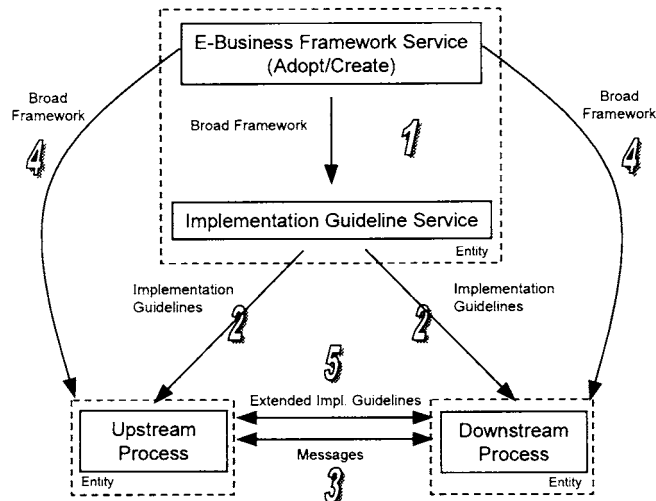 E-Business Framework Service
(Adopt/Create)
Broad
Framework
4
Broad Framework
1
Broad
Framework
4
Implementation Guideline Service
Entity
Implementation
Guidelines
2
Implementation
Guidelines
2
5
Extended Impl. Guidelines
Upstream
Process
Entity
Messages
3
Downstream
Process
Entity